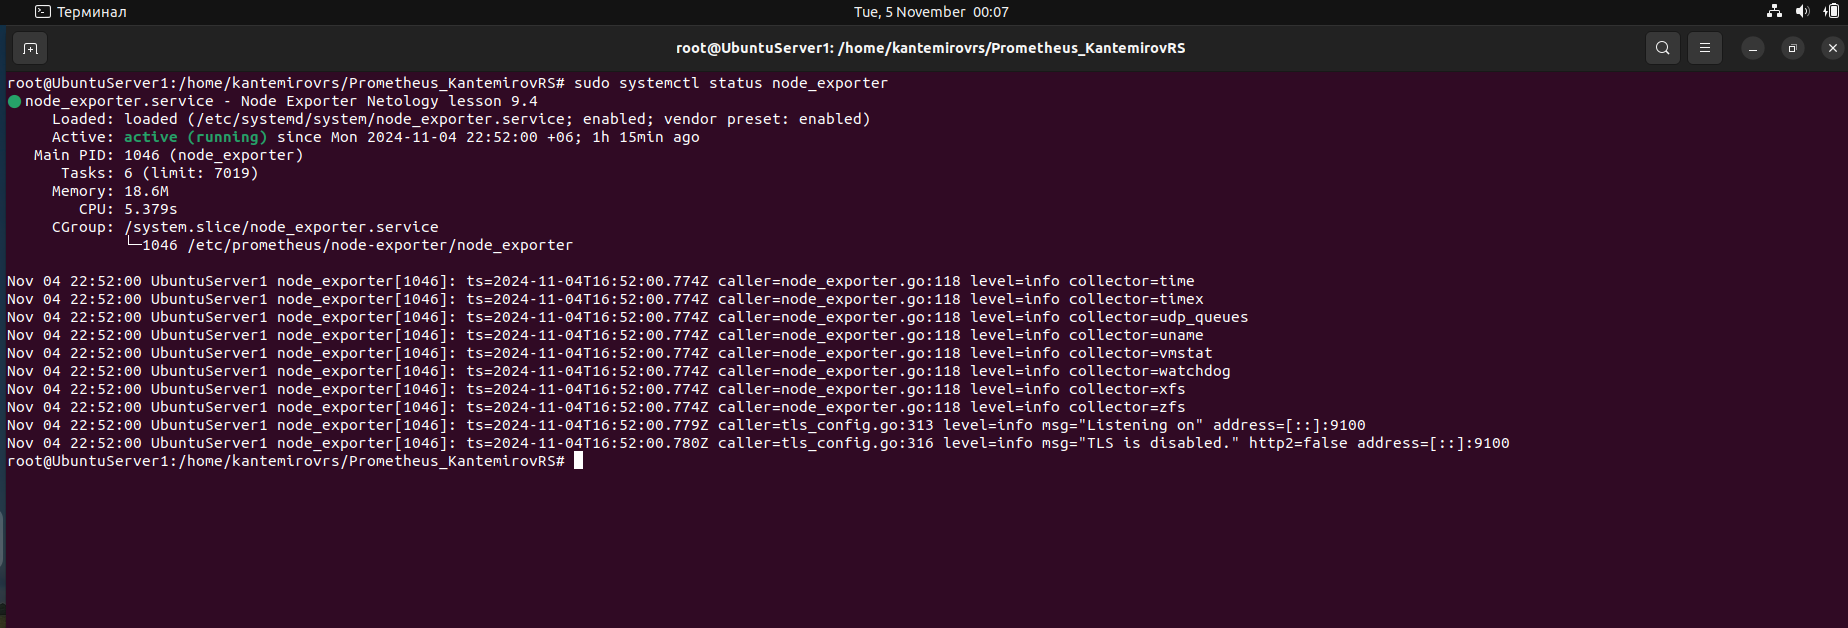 Терминал
Tue, 5 November 00:07
root@UbuntuServer1: /home/kantemirovrs/Prometheus_KantemirovRS
root@UbuntuServer1:/home/kantemirovrs/Prometheus_KantemirovRS# sudo systemctl status node_exporter
● node_exporter.service - Node Exporter Netology lesson 9.4
     Loaded: loaded (/etc/systemd/system/node_exporter.service; enabled; vendor preset: enabled)
     Active: active (running) since Mon 2024-11-04 22:52:00 +06; 1h 15min ago
   Main PID: 1046 (node_exporter)
      Tasks: 6 (limit: 7019)
     Memory: 18.6M
        CPU: 5.379s
     CGroup: /system.slice/node_exporter.service
             └─1046 /etc/prometheus/node-exporter/node_exporter
Nov 04 22:52:00 UbuntuServer1 node_exporter[1046]: ts=2024-11-04T16:52:00.774Z caller=node_exporter.go:118 level=info collector=time
Nov 04 22:52:00 UbuntuServer1 node_exporter[1046]: ts=2024-11-04T16:52:00.774Z caller=node_exporter.go:118 level=info collector=timex
Nov 04 22:52:00 UbuntuServer1 node_exporter[1046]: ts=2024-11-04T16:52:00.774Z caller=node_exporter.go:118 level=info collector=udp_queues
Nov 04 22:52:00 UbuntuServer1 node_exporter[1046]: ts=2024-11-04T16:52:00.774Z caller=node_exporter.go:118 level=info collector=uname
Nov 04 22:52:00 UbuntuServer1 node_exporter[1046]: ts=2024-11-04T16:52:00.774Z caller=node_exporter.go:118 level=info collector=vmstat
Nov 04 22:52:00 UbuntuServer1 node_exporter[1046]: ts=2024-11-04T16:52:00.774Z caller=node_exporter.go:118 level=info collector=watchdog
Nov 04 22:52:00 UbuntuServer1 node_exporter[1046]: ts=2024-11-04T16:52:00.774Z caller=node_exporter.go:118 level=info collector=xfs
Nov 04 22:52:00 UbuntuServer1 node_exporter[1046]: ts=2024-11-04T16:52:00.774Z caller=node_exporter.go:118 level=info collector=zfs
Nov 04 22:52:00 UbuntuServer1 node_exporter[1046]: ts=2024-11-04T16:52:00.779Z caller=tls_config.go:313 level=info msg="Listening on" address=[::]:9100
Nov 04 22:52:00 UbuntuServer1 node_exporter[1046]: ts=2024-11-04T16:52:00.780Z caller=tls_config.go:316 level=info msg="TLS is disabled." http2=false address=[::]:9100
root@UbuntuServer1:/home/kantemirovrs/Prometheus_KantemirovRS#